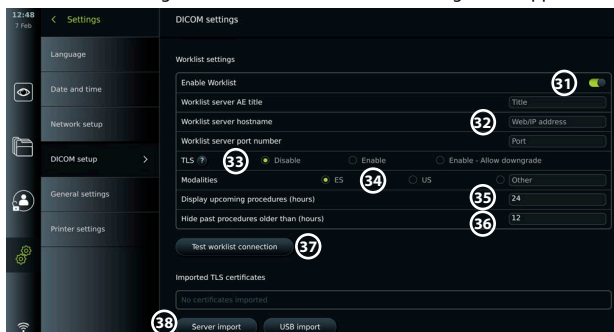 12:48
7 Feb
Settings
DICOM settings
Language
Date and time
Network setup
DICOM setup
General settings
Printer settings
Worklist settings
Enable Worklist 31
Worklist server AE title Title
Worklist server hostname 32 Web/IP address
Worklist server port number Port
TLS ? 33 Disable Enable Enable - Allow downgrade
Modalities ES 34 US Other
Display upcoming procedures (hours) 35 24
Hide past procedures older than (hours) 36 12
Test worklist connection 37
Imported TLS certificates
No certificates imported
38 Server import USB import